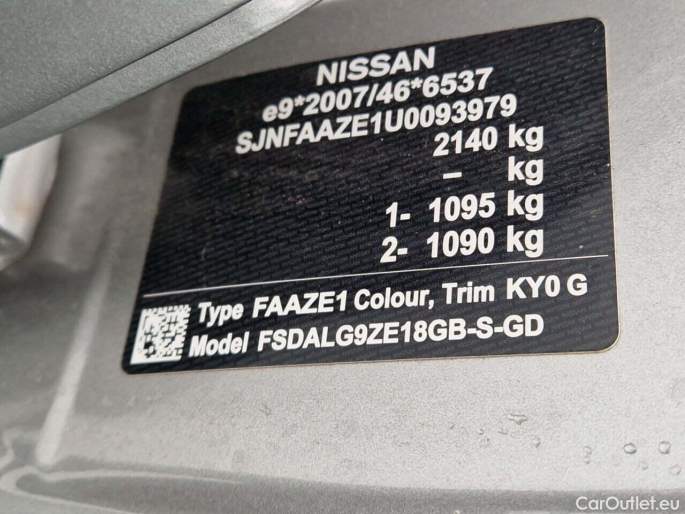 NISSAN
e9*2007/46*6537
SJNFAAZE1U0093979
2140 kg
– kg
1- 1095 kg
2- 1090 kg
Type FAAZE1 Colour, Trim KY0 G
Model FSDALG9ZE18GB-S-GD
CarOutlet.eu